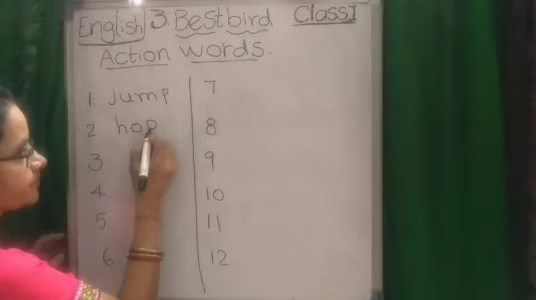 English 3 Bestbird Class I
Action words.
1. jump
2 hop
3
4.
5
6
7
8
9
10
11
12